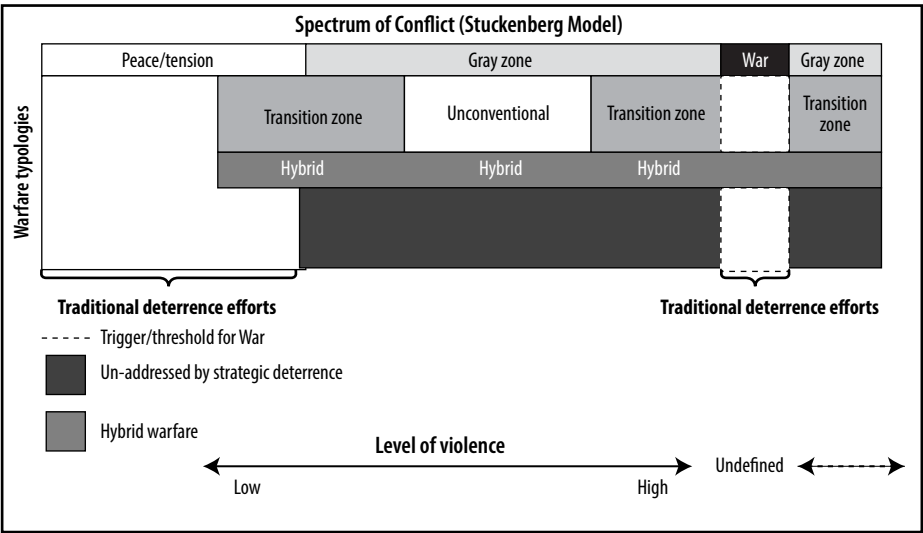 Spectrum of Conflict (Stuckenberg Model)
Peace/tension
Gray zone
War
Gray zone
Warfare typologies
Transition zone
Unconventional
Transition zone
Transition
zone
Hybrid
Hybrid
Hybrid
Traditional deterrence efforts
Traditional deterrence efforts
Trigger/threshold for War
Un-addressed by strategic deterrence
Hybrid warfare
Level of violence
Undefined
Low
High